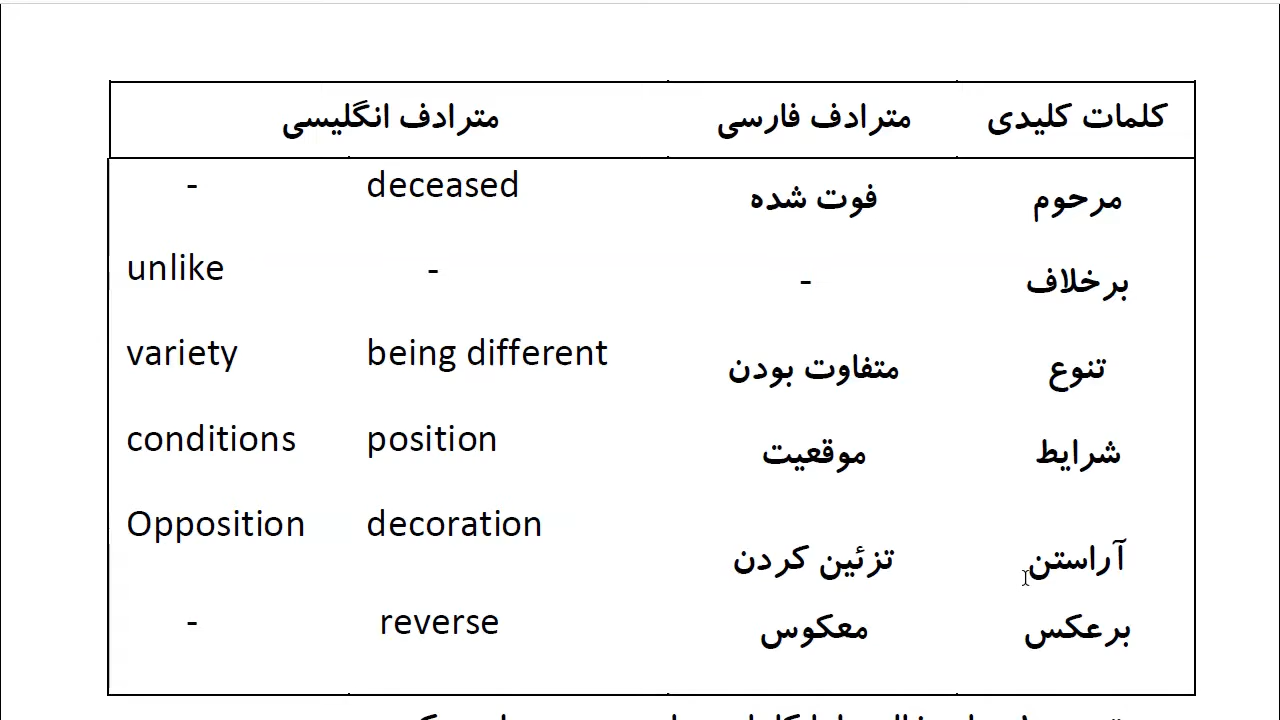 کلمات کلیدی مترادف فارسی مترادف انگلیسی
مرحوم فوت شده deceased -
برخلاف - - unlike
تنوع متفاوت بودن being different variety
شرایط موقعیت position conditions
آراستن تزئین کردن decoration Opposition
برعکس معکوس reverse -